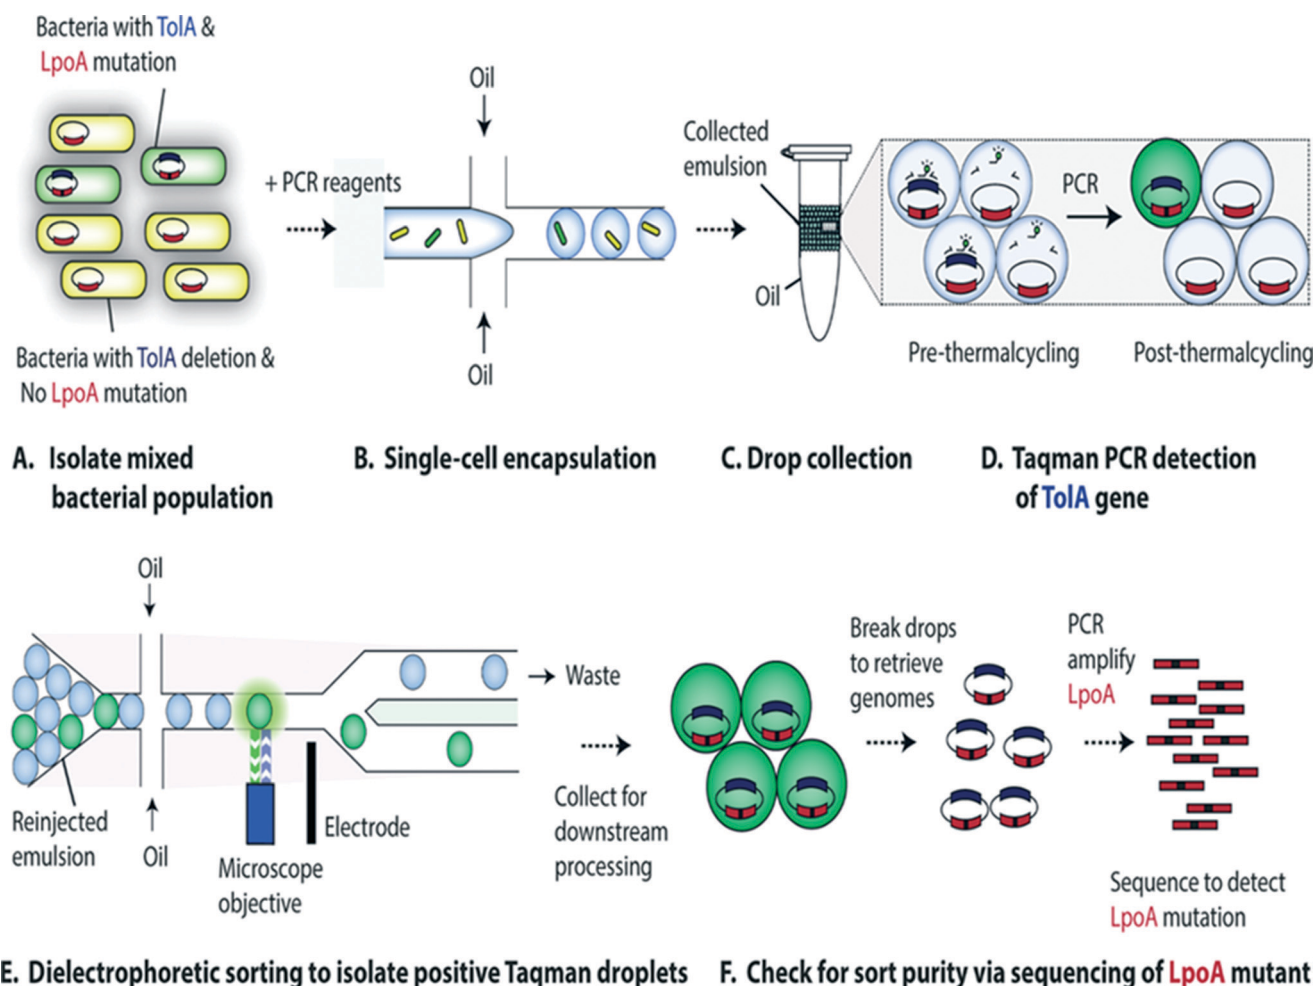 Bacteria with TolA &
LpoA mutation
+ PCR reagents
Bacteria with TolA deletion &
No LpoA mutation
Oil
Oil
Collected
emulsion
Oil
PCR
Pre-thermalcycling
Post-thermalcycling
A. Isolate mixed
bacterial population
B. Single-cell encapsulation
C. Drop collection
D. Taqman PCR detection
of TolA gene
Oil
Waste
Reinjected
emulsion
Oil
Microscope
objective
Electrode
Collect for
downstream
processing
Break drops
to retrieve
genomes
PCR
amplify
LpoA
Sequence to detect
LpoA mutation
E. Dielectrophoretic sorting to isolate positive Taqman droplets
F. Check for sort purity via sequencing of LpoA mutant